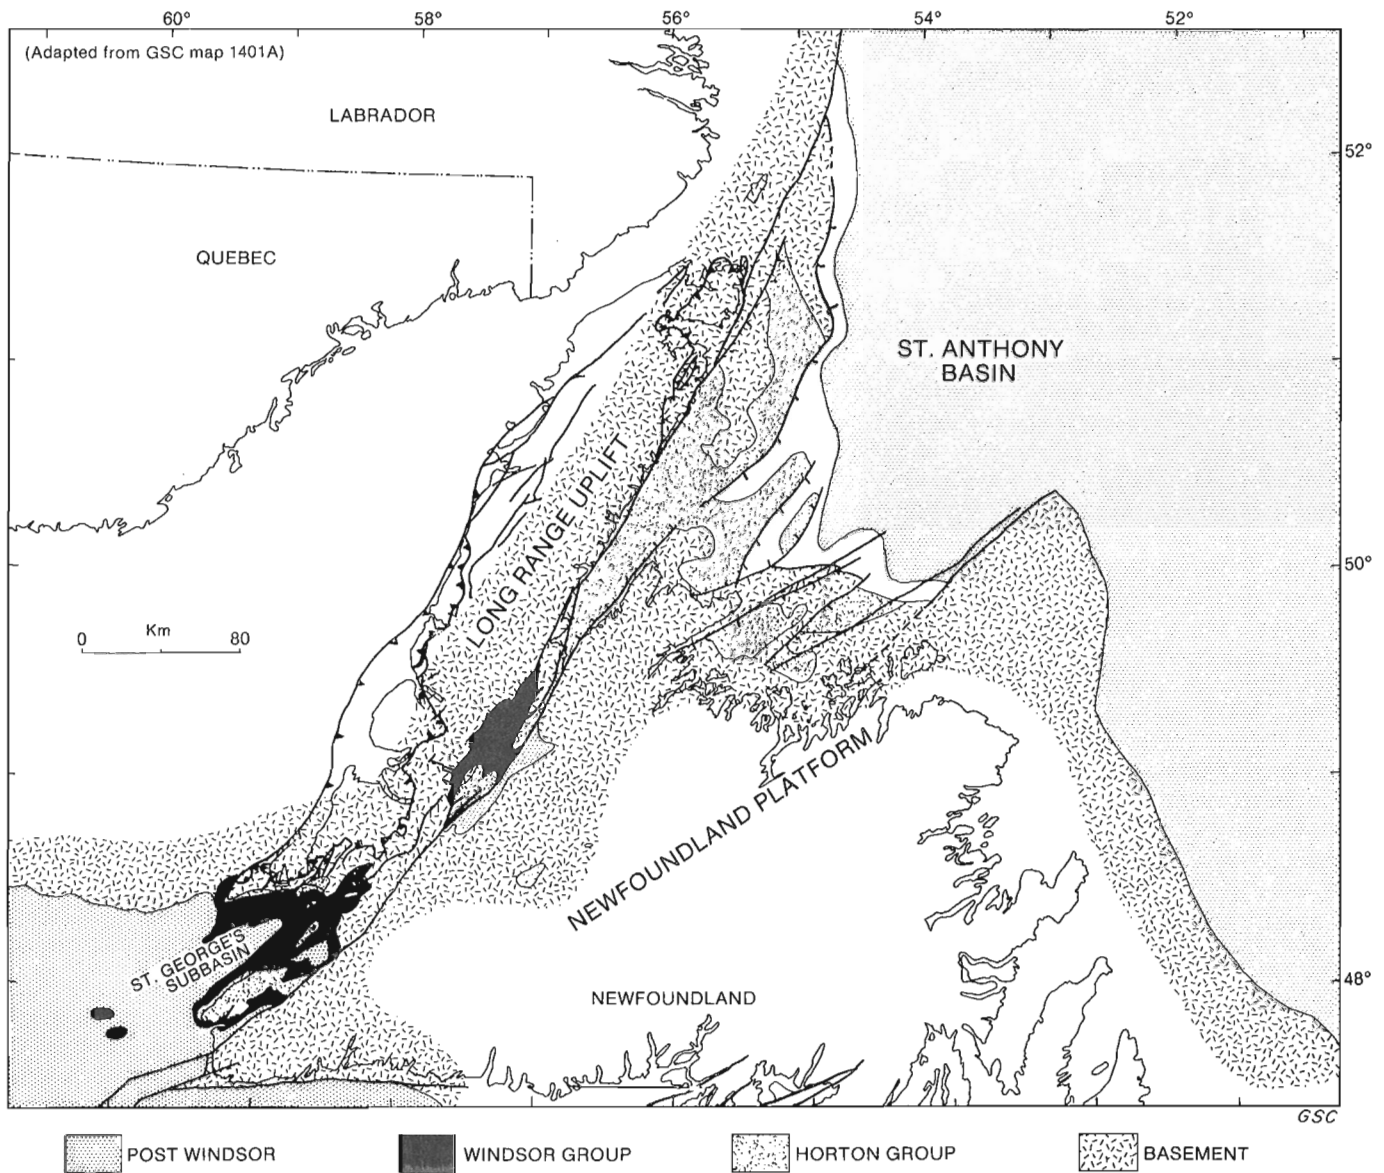 60° 58° 56° 54° 52°
(Adapted from GSC map 1401A)
LABRADOR
52°
QUEBEC
ST. ANTHONY
BASIN
LONG RANGE UPLIFT
50°
0 Km 80
NEWFOUNDLAND PLATFORM
ST. GEORGE'S
SUBBASIN
48°
NEWFOUNDLAND
GSC
POST WINDSOR WINDSOR GROUP HORTON GROUP BASEMENT